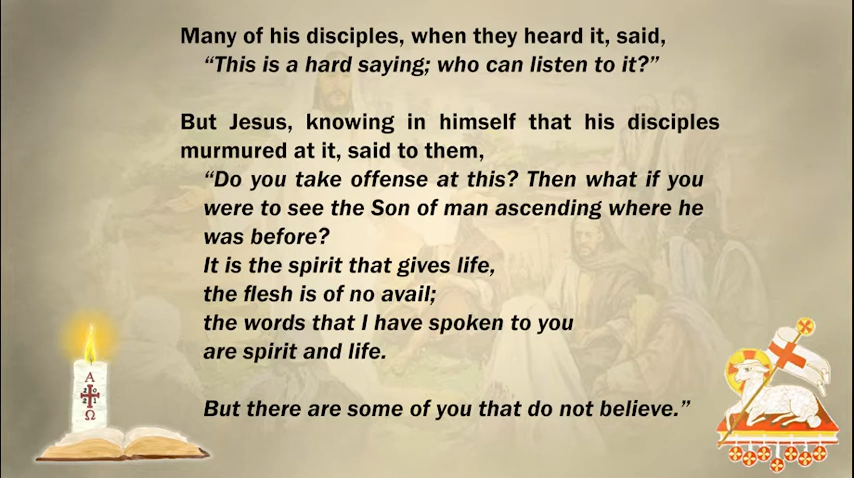 Many of his disciples, when they heard it, said,
“This is a hard saying; who can listen to it?”
But Jesus, knowing in himself that his disciples
murmured at it, said to them,
“Do you take offense at this? Then what if you
were to see the Son of man ascending where he
was before?
It is the spirit that gives life,
the flesh is of no avail;
the words that I have spoken to you
are spirit and life.
But there are some of you that do not believe.”
Α
Ω